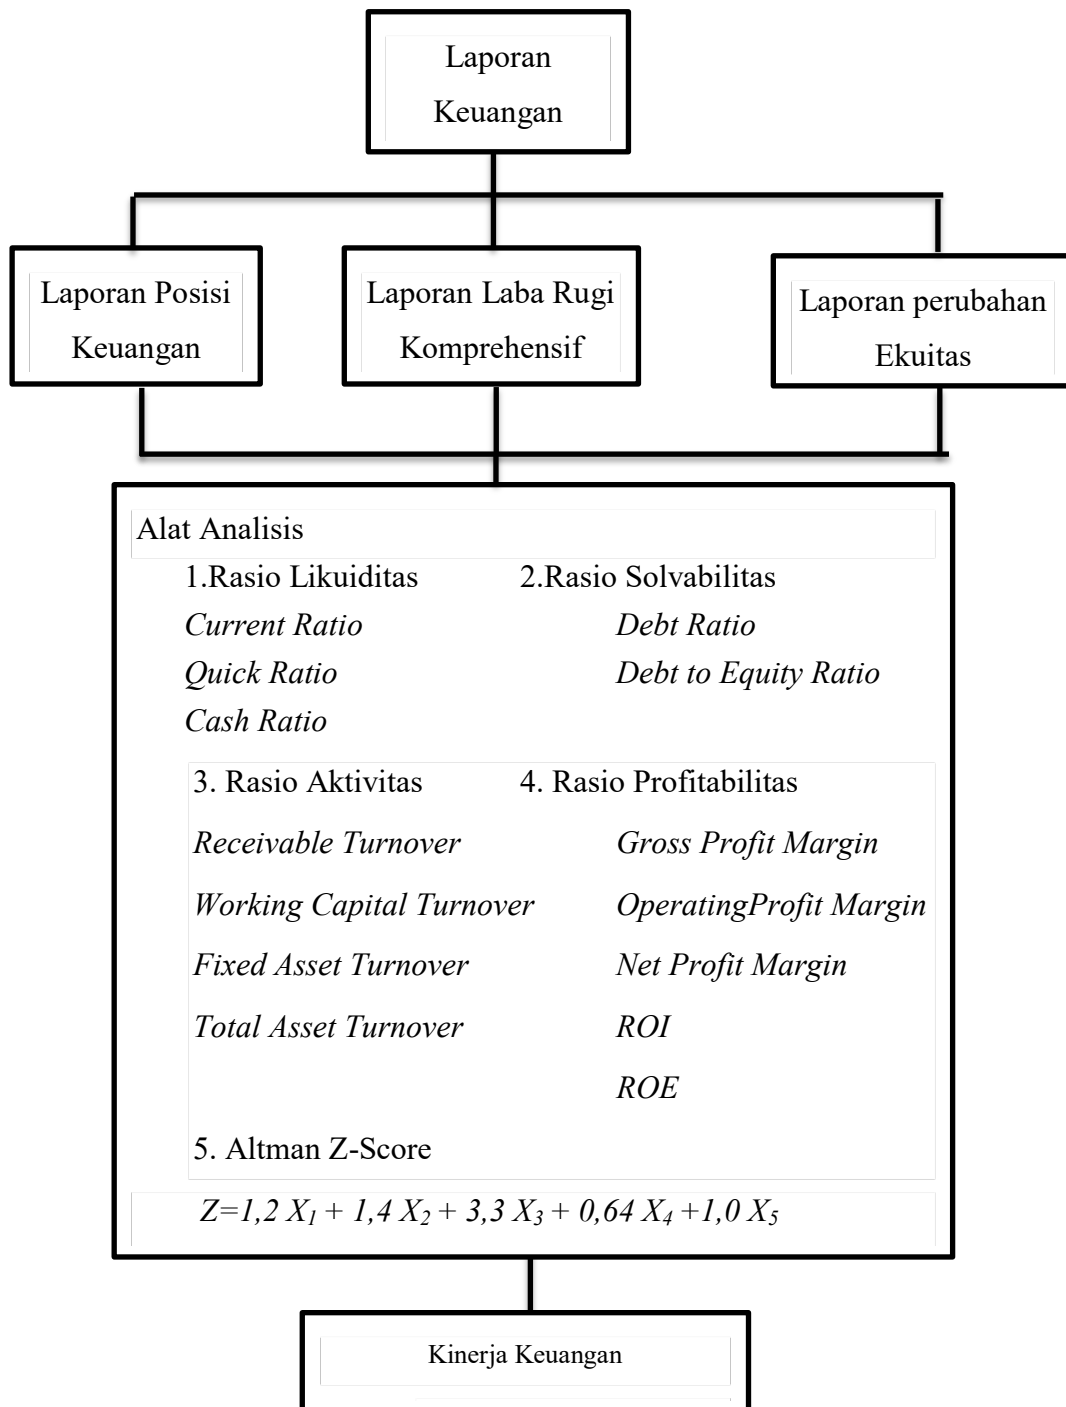 Laporan
Keuangan
Laporan Posisi
Keuangan
Laporan Laba Rugi
Komprehensif
Laporan perubahan
Ekuitas
Alat Analisis
1.Rasio Likuiditas 2.Rasio Solvabilitas
Current Ratio Debt Ratio
Quick Ratio Debt to Equity Ratio
Cash Ratio
3. Rasio Aktivitas 4. Rasio Profitabilitas
Receivable Turnover Gross Profit Margin
Working Capital Turnover OperatingProfit Margin
Fixed Asset Turnover Net Profit Margin
Total Asset Turnover ROI
ROE
5. Altman Z-Score
Z=1,2 X₁ + 1,4 X₂ + 3,3 X₃ + 0,64 X₄ +1,0 X₅
Kinerja Keuangan